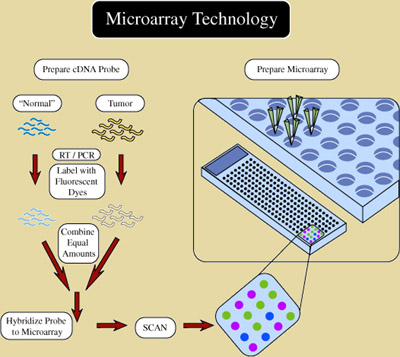 Microarray Technology
Prepare cDNA Probe
Prepare Microarray
“Normal”
Tumor
RT / PCR
Label with
Fluorescent
Dyes
Combine
Equal
Amounts
Hybridize Probe
to Microarray
SCAN